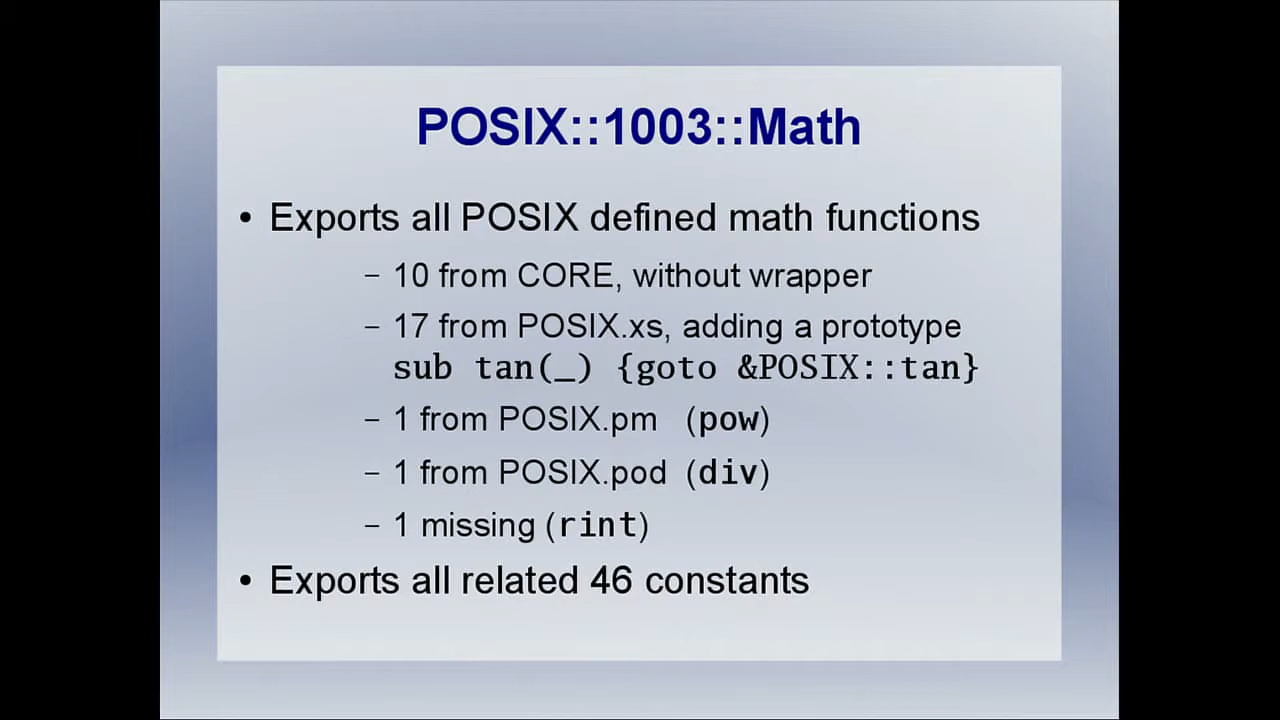 POSIX::1003::Math
• Exports all POSIX defined math functions
– 10 from CORE, without wrapper
– 17 from POSIX.xs, adding a prototype
sub tan(_) {goto &POSIX::tan}
– 1 from POSIX.pm (pow)
– 1 from POSIX.pod (div)
– 1 missing (rint)
• Exports all related 46 constants